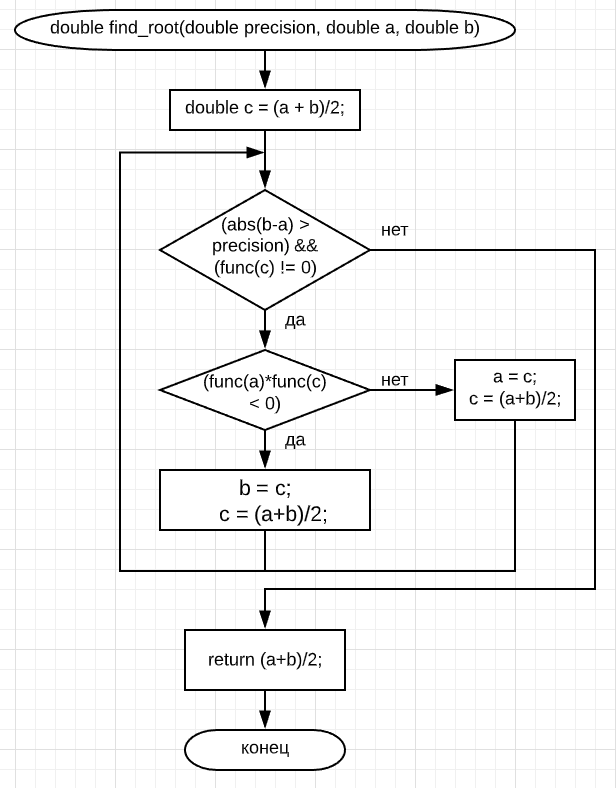 double find_root(double precision, double a, double b)
double c = (a + b)/2;
(abs(b-a) >
precision) &&
(func(c) != 0)
нет
да
(func(a)*func(c)
< 0)
нет
a = c;
c = (a+b)/2;
да
b = c;
c = (a+b)/2;
return (a+b)/2;
конец